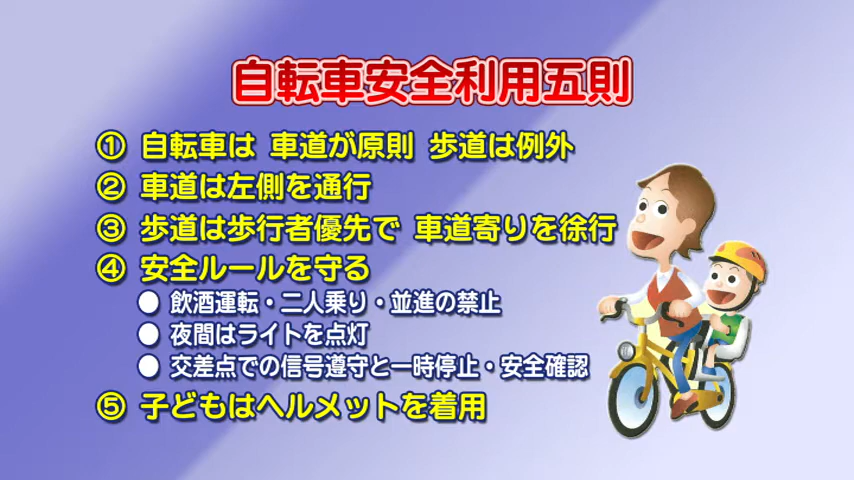 自転車安全利用五則
① 自転車は 車道が原則 歩道は例外
② 車道は左側を通行
③ 歩道は歩行者優先で 車道寄りを徐行
④ 安全ルールを守る
● 飲酒運転・二人乗り・並進の禁止
● 夜間はライトを点灯
● 交差点での信号遵守と一時停止・安全確認
⑤ 子どもはヘルメットを着用